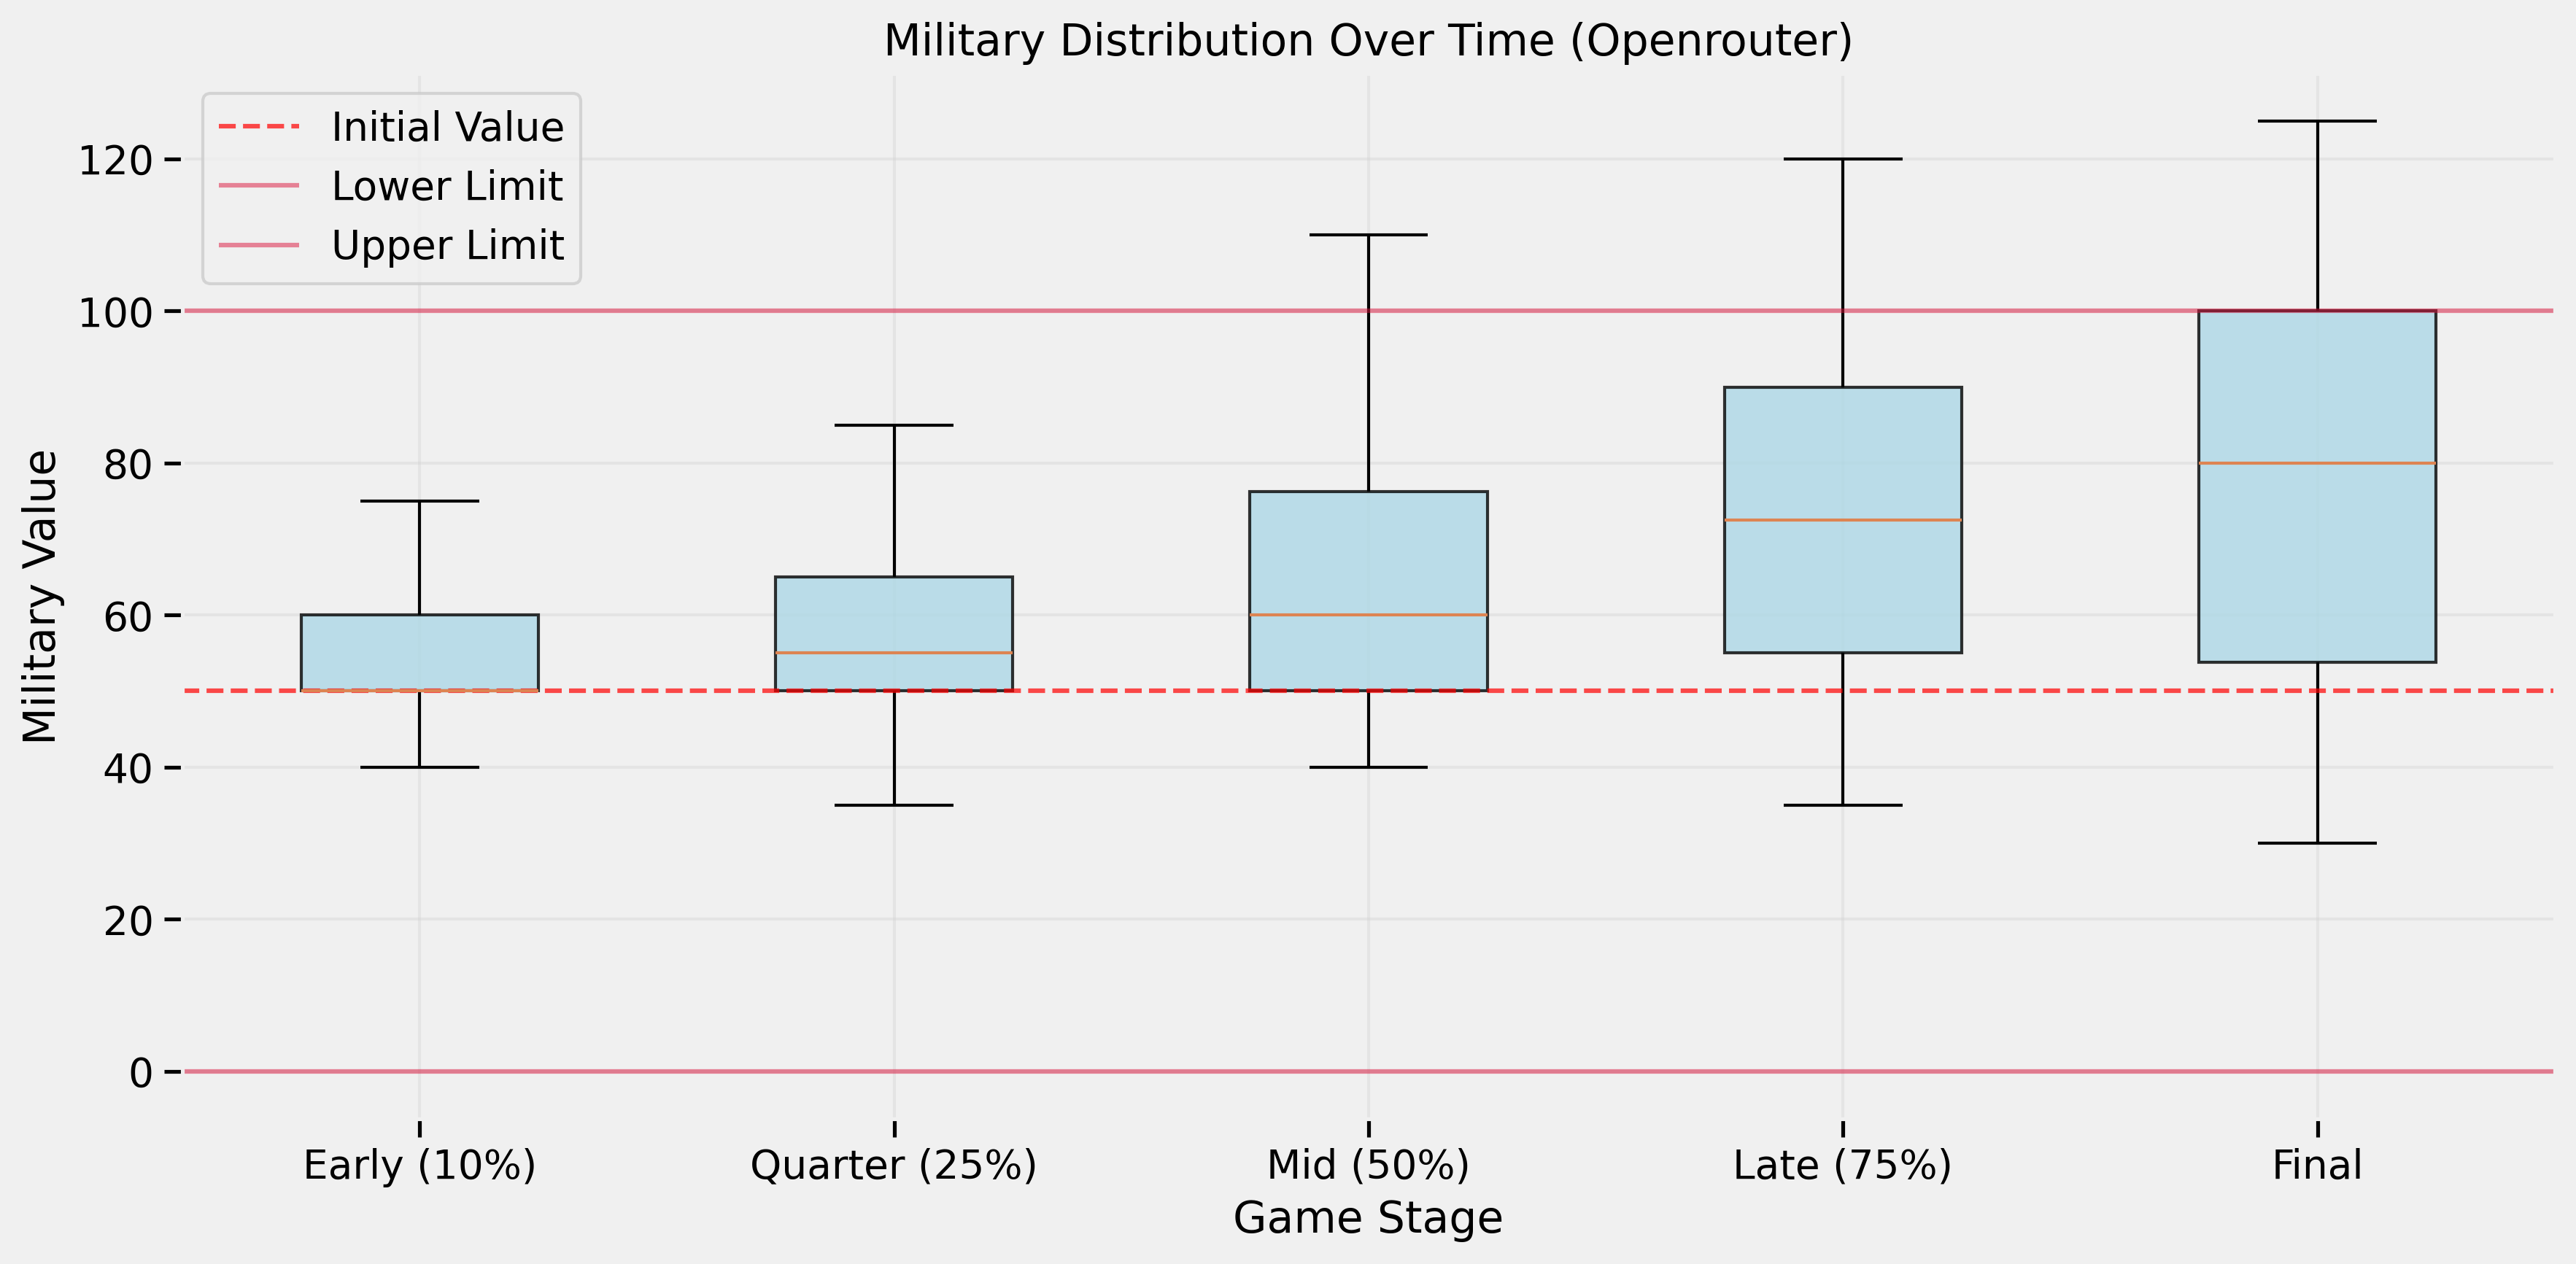 Military Distribution Over Time (Openrouter)
Initial Value
Lower Limit
Upper Limit
Military Value
120
100
80
60
40
20
0
Early (10%)
Quarter (25%)
Mid (50%)
Late (75%)
Final
Game Stage